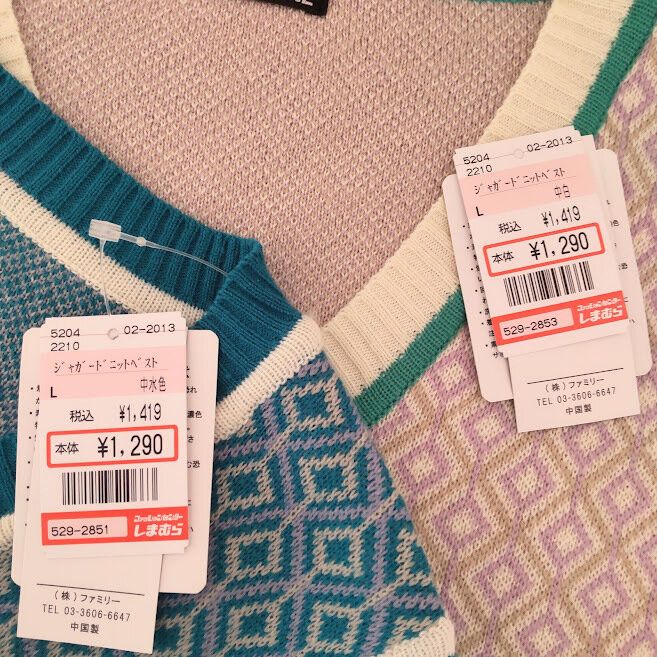 5204 02-2013
2210
ジャガードニットベスト
L 中水色
税込 ¥1,419
本体 ¥1,290
529-2851
ファッションセンター
しまむら
(株)ファミリー
TEL 03-3606-6647
中国製
5204 02-2013
2210
ジャガードニットベスト
L 中白
税込 ¥1,419
本体 ¥1,290
529-2853
ファッションセンター
しまむら
(株)ファミリー
TEL 03-3606-6647
中国製